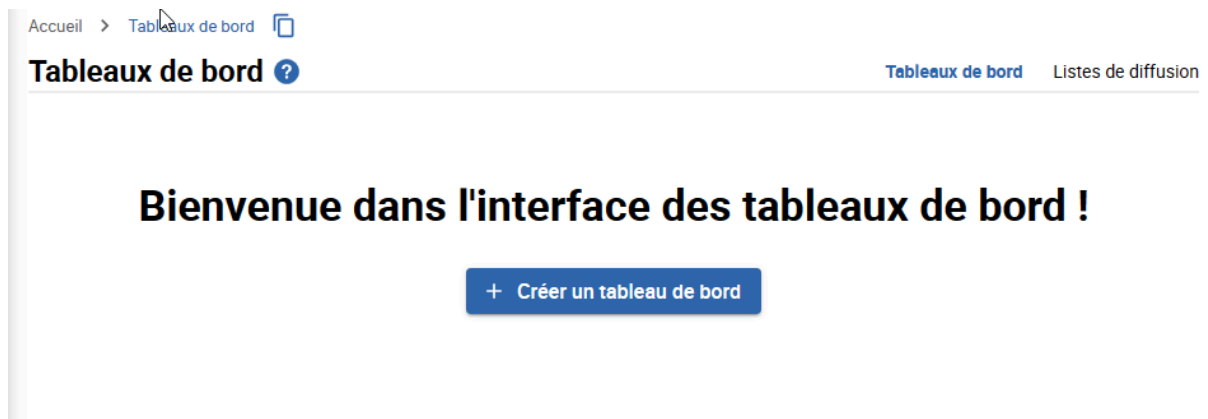 Accueil > Tableaux de bord
Tableaux de bord ?
Tableaux de bord Listes de diffusion
Bienvenue dans l'interface des tableaux de bord !
+ Créer un tableau de bord